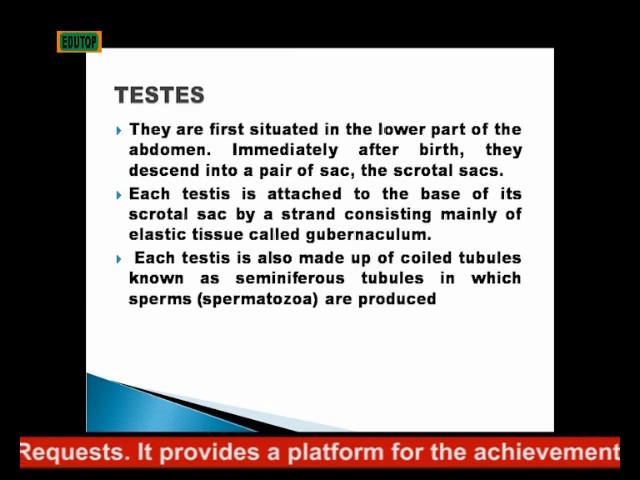 EDUTOP
TESTES
They are first situated in the lower part of the
abdomen. Immediately after birth, they
descend into a pair of sac, the scrotal sacs.
Each testis is attached to the base of its
scrotal sac by a strand consisting mainly of
elastic tissue called gubernaculum.
Each testis is also made up of coiled tubules
known as seminiferous tubules in which
sperms (spermatozoa) are produced
Requests. It provides a platform for the achievement